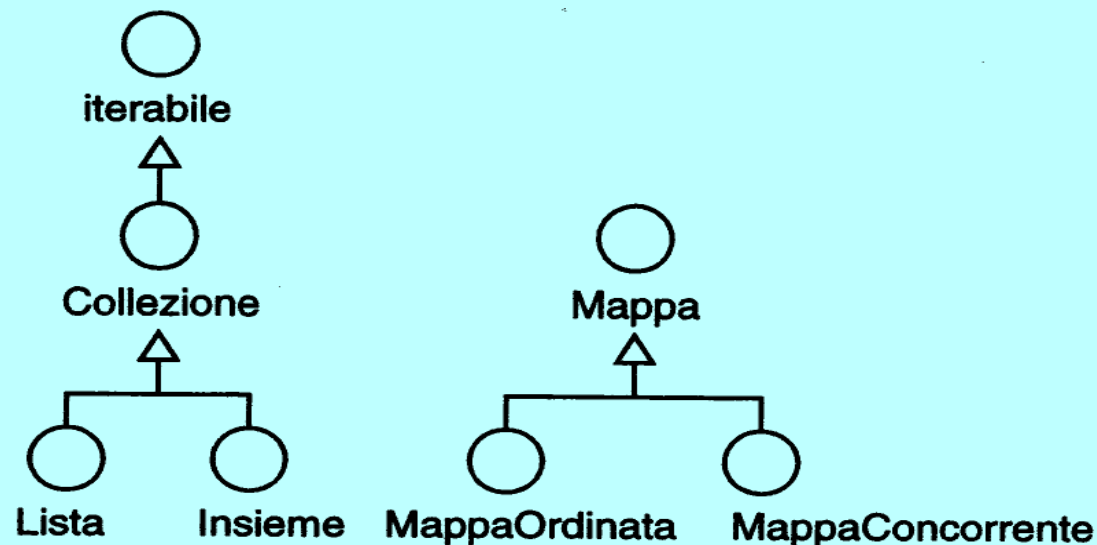 iterabile
Collezione
Mappa
Lista
Insieme
MappaOrdinata
MappaConcorrente